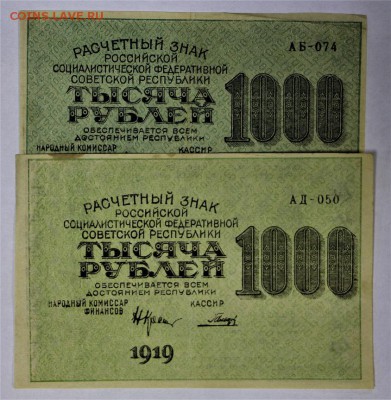 COINS.LAVE.RU
РАСЧЕТНЫЙ ЗНАК
РОССИЙСКОЙ
СОЦИАЛИСТИЧЕСКОЙ ФЕДЕРАТИВНОЙ
СОВЕТСКОЙ РЕСПУБЛИКИ
ТЫСЯЧА
РУБЛЕЙ
ОБЕСПЕЧИВАЕТСЯ ВСЕМ
ДОСТОЯНИЕМ РЕСПУБЛИКИ
НАРОДНЫЙ КОМИССАР КАССИР.
АБ-074
1000
РАСЧЕТНЫЙ ЗНАК
РОССИЙСКОЙ
СОЦИАЛИСТИЧЕСКОЙ ФЕДЕРАТИВНОЙ
СОВЕТСКОЙ РЕСПУБЛИКИ
ТЫСЯЧА
РУБЛЕЙ
ОБЕСПЕЧИВАЕТСЯ ВСЕМ
ДОСТОЯНИЕМ РЕСПУБЛИКИ
НАРОДНЫЙ КОМИССАР КАССИР.
ФИНАНСОВ
1919
АД-050
1000